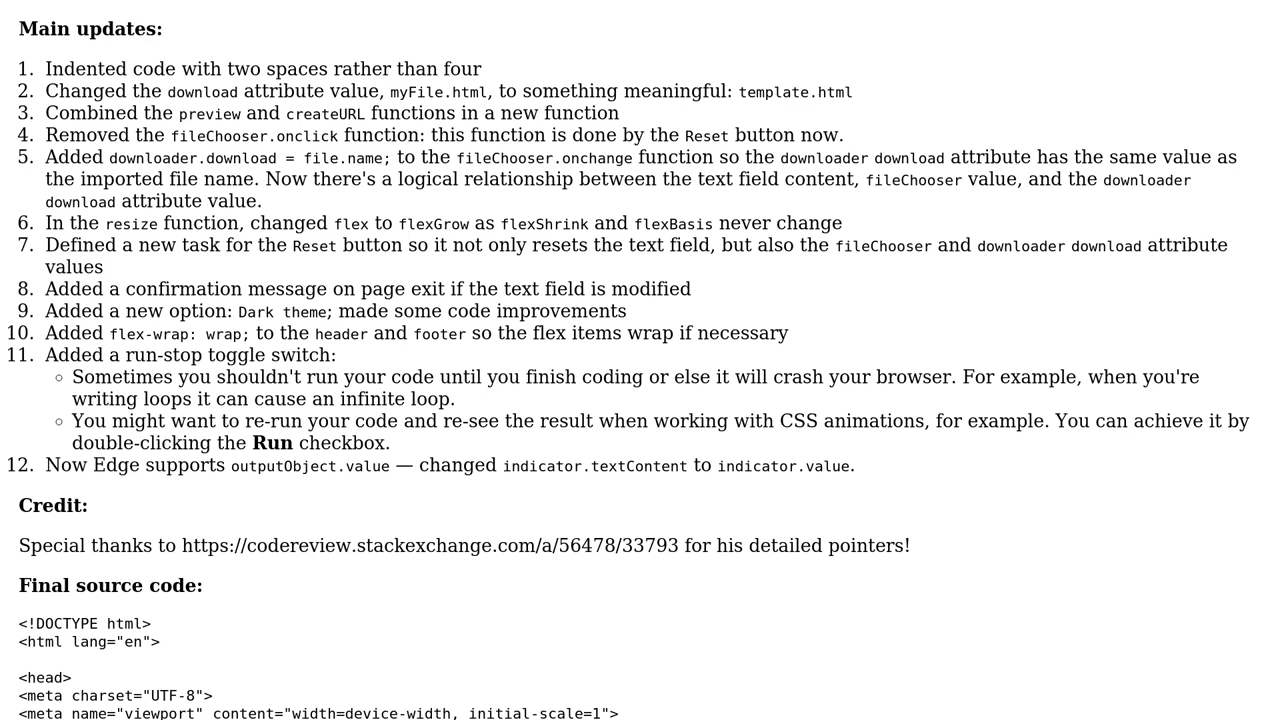 Main updates:
1. Indented code with two spaces rather than four
2. Changed the download attribute value, myFile.html, to something meaningful: template.html
3. Combined the preview and createURL functions in a new function
4. Removed the fileChooser.onclick function: this function is done by the Reset button now.
5. Added downloader.download = file.name; to the fileChooser.onchange function so the downloader download attribute has the same value as
the imported file name. Now there's a logical relationship between the text field content, fileChooser value, and the downloader
download attribute value.
6. In the resize function, changed flex to flexGrow as flexShrink and flexBasis never change
7. Defined a new task for the Reset button so it not only resets the text field, but also the fileChooser and downloader download attribute
values
8. Added a confirmation message on page exit if the text field is modified
9. Added a new option: Dark theme; made some code improvements
10. Added flex-wrap: wrap; to the header and footer so the flex items wrap if necessary
11. Added a run-stop toggle switch:
◦ Sometimes you shouldn't run your code until you finish coding or else it will crash your browser. For example, when you're
writing loops it can cause an infinite loop.
◦ You might want to re-run your code and re-see the result when working with CSS animations, for example. You can achieve it by
double-clicking the Run checkbox.
12. Now Edge supports outputObject.value — changed indicator.textContent to indicator.value.
Credit:
Special thanks to https://codereview.stackexchange.com/a/56478/33793 for his detailed pointers!
Final source code:
<!DOCTYPE html>
<html lang="en">
<head>
<meta charset="UTF-8">
<meta name="viewport" content="width=device-width, initial-scale=1">